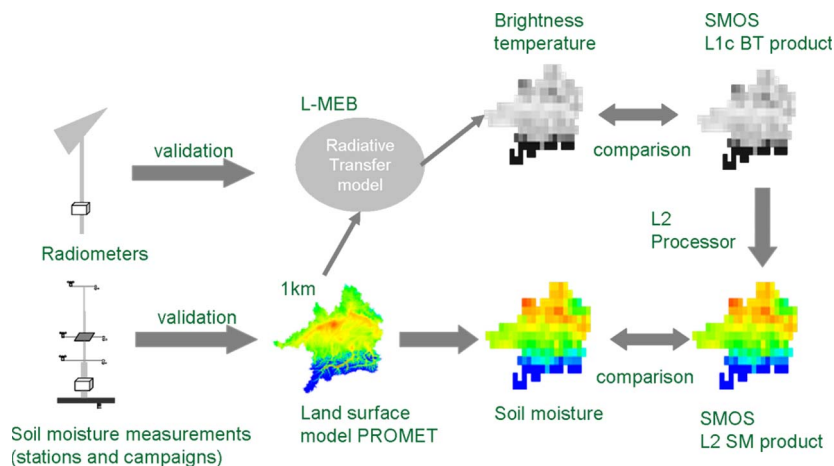 Brightness
temperature
SMOS
L1c BT product
L-MEB
validation
Radiative
Transfer
model
comparison
Radiometers
L2
Processor
1km
validation
comparison
Land surface
model PROMET
Soil moisture
SMOS
L2 SM product
Soil moisture measurements
(stations and campaigns)